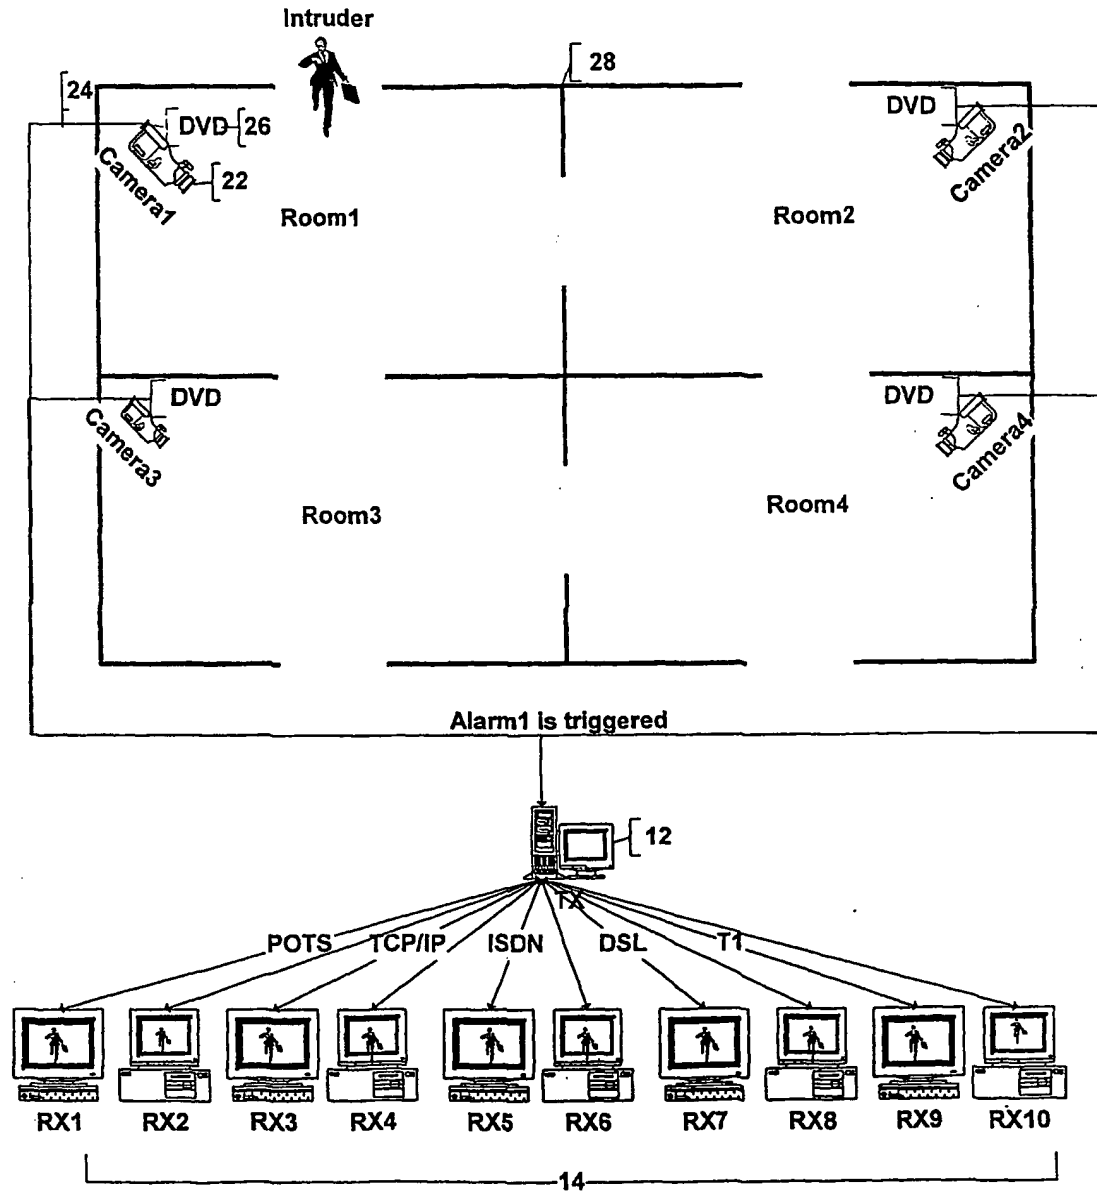 Intruder
28
24
DVD
26
22
Camera1
DVD
Camera2
Room1
Room2
DVD
Camera3
DVD
Camera4
Room3
Room4
Alarm1 is triggered
12
TX
POTS
TCP/IP
ISDN
DSL
T1
RX1
RX2
RX3
RX4
RX5
RX6
RX7
RX8
RX9
RX10
14